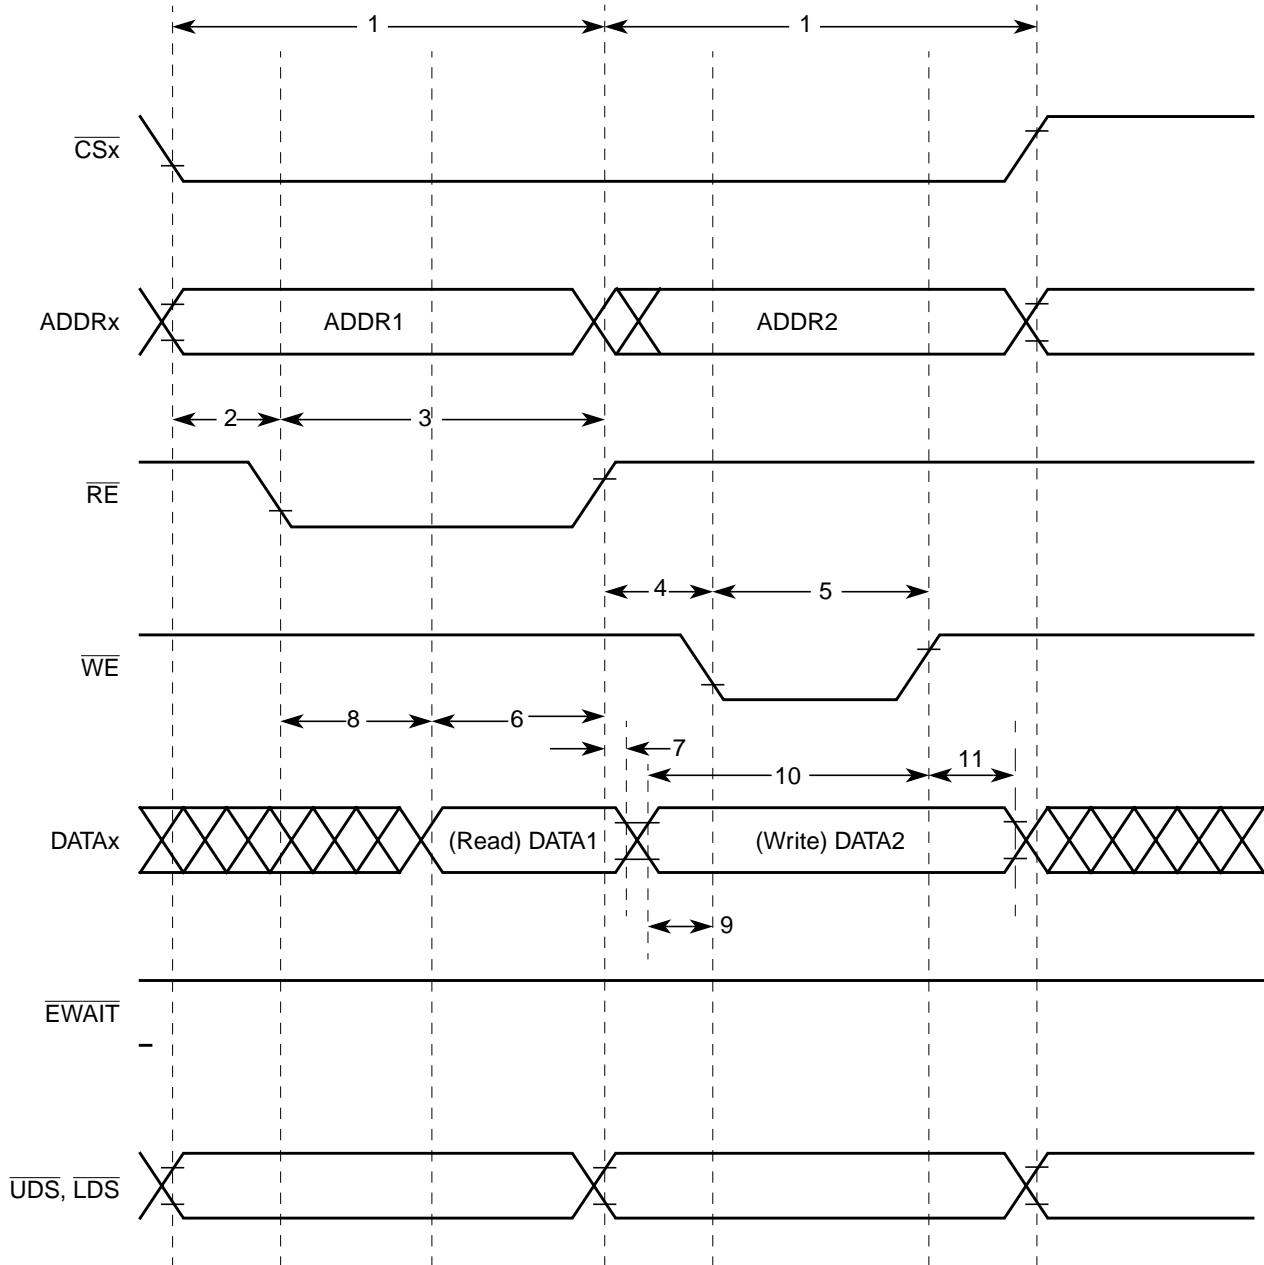 1 1
CSx
ADDRx ADDR1 ADDR2
2 3
RE
4 5
WE
8 6
7
10 11
DATAx (Read) DATA1 (Write) DATA2
9
EWAIT
UDS, LDS